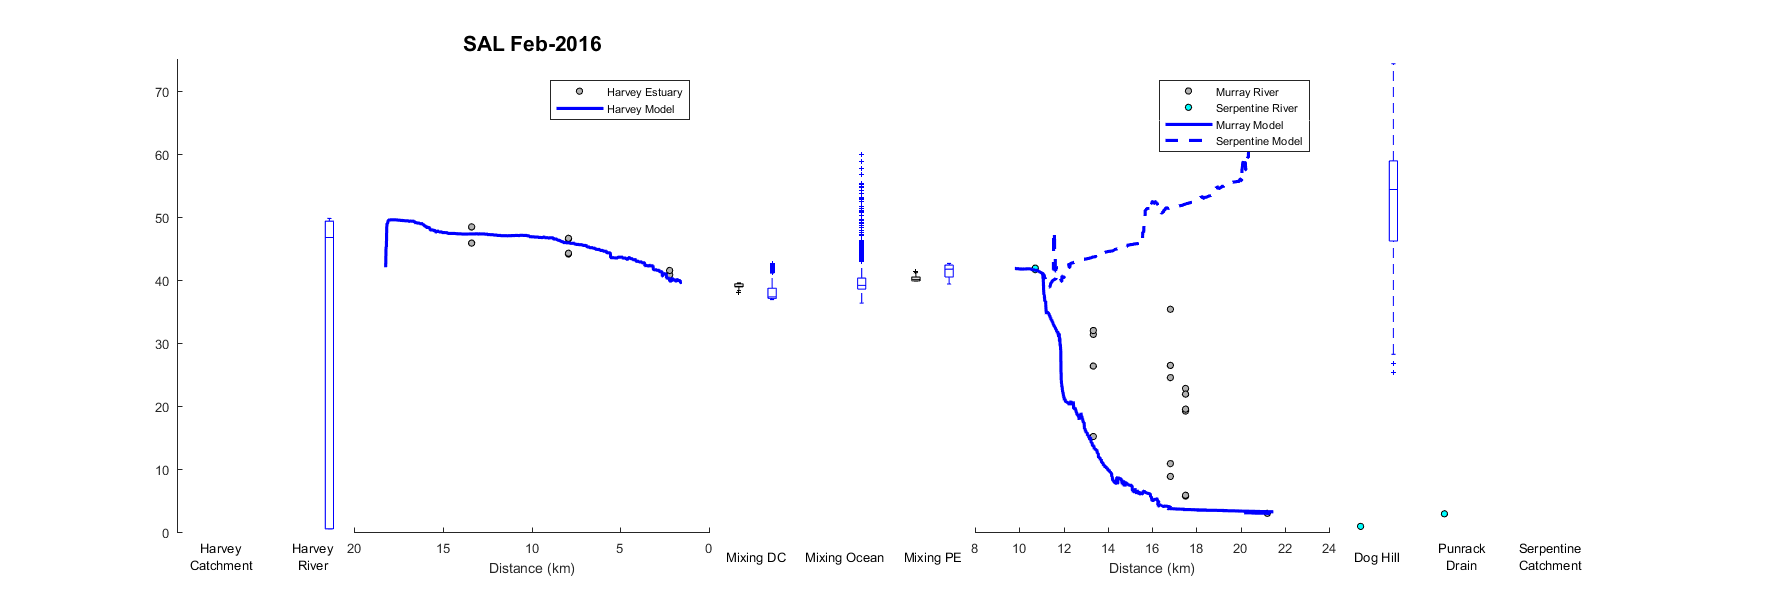 SAL Feb-2016
Harvey Estuary
Harvey Model
Murray River
Serpentine River
Murray Model
Serpentine Model
70
60
50
40
30
20
10
0
20 15 10 5 0
8 10 12 14 16 18 20 22 24
Harvey
Catchment
Harvey
River
Distance (km)
Mixing DC
Mixing Ocean
Mixing PE
Distance (km)
Dog Hill
Punrack
Drain
Serpentine
Catchment